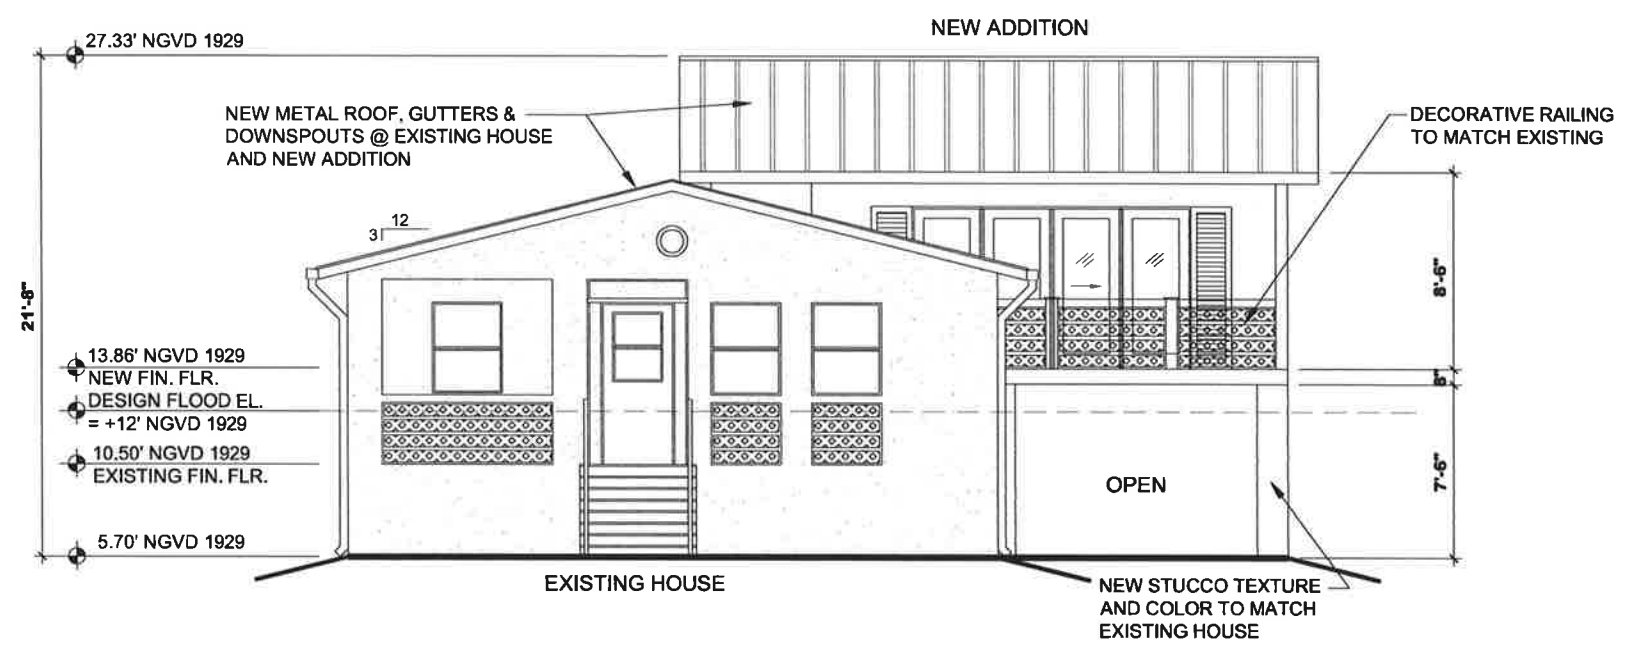 NEW ADDITION
27.33' NGVD 1929
NEW METAL ROOF, GUTTERS &
DOWNSPOUTS @ EXISTING HOUSE
AND NEW ADDITION
DECORATIVE RAILING
TO MATCH EXISTING
12
3
21'-8"
8'-6"
13.86' NGVD 1929
NEW FIN. FLR.
DESIGN FLOOD EL.
= +12' NGVD 1929
8"
10.50' NGVD 1929
EXISTING FIN. FLR.
OPEN
7'-6"
5.70' NGVD 1929
EXISTING HOUSE
NEW STUCCO TEXTURE
AND COLOR TO MATCH
EXISTING HOUSE